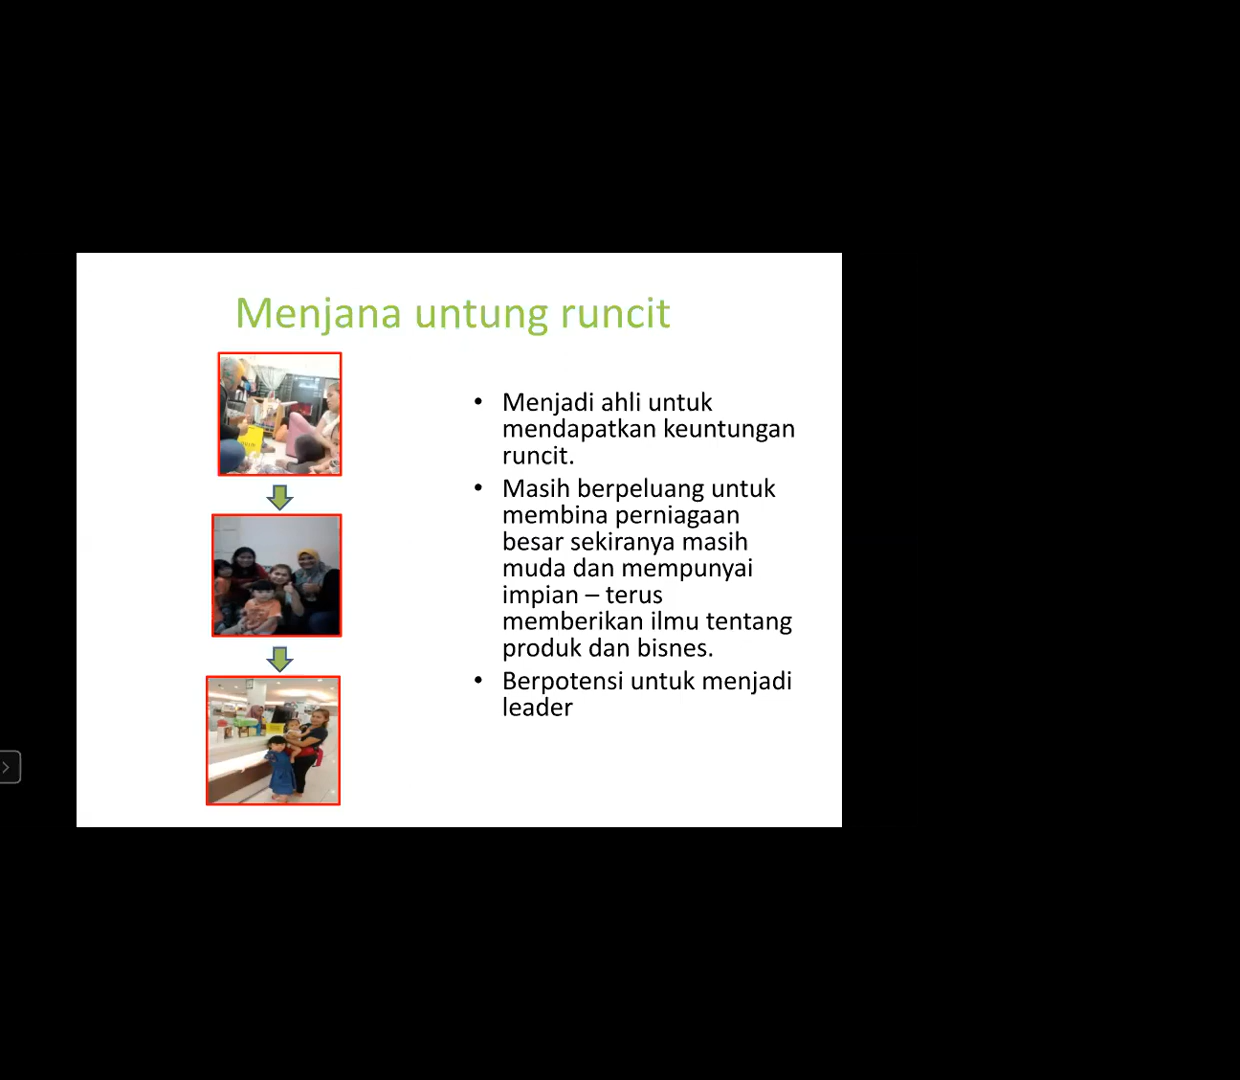 Menjana untung runcit
• Menjadi ahli untuk
mendapatkan keuntungan
runcit.
• Masih berpeluang untuk
membina perniagaan
besar sekiranya masih
muda dan mempunyai
impian – terus
memberikan ilmu tentang
produk dan bisnes.
• Berpotensi untuk menjadi
leader